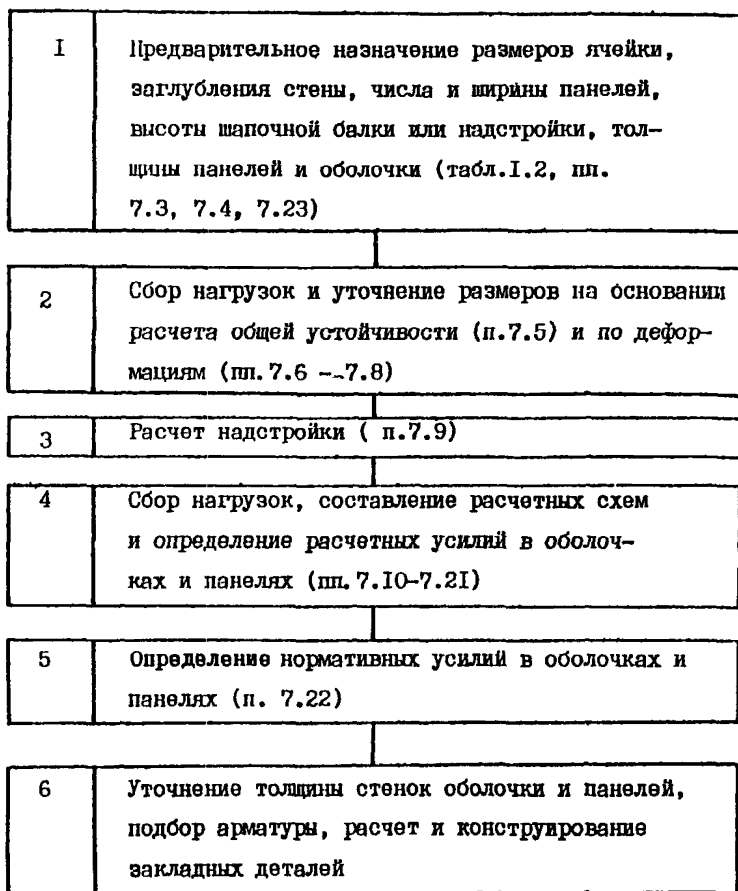 I
Предварительное назначение размеров ячейки,
заглубления стены, числа и ширины панелей,
высоты шапочной балки или надстройки, тол-
щины панелей и оболочки (табл.I.2, пп.
7.3, 7.4, 7.23)
2
Сбор нагрузок и уточнение размеров на основании
расчета общей устойчивости (п.7.5) и по дефор-
мациям (пп.7.6 –7.8)
3
Расчет надстройки ( п.7.9)
4
Сбор нагрузок, составление расчетных схем
и определение расчетных усилий в оболоч-
ках и панелях (пп.7.IO-7.2I)
5
Определение нормативных усилий в оболочках и
панелях (п. 7.22)
6
Уточнение толщины стенок оболочки и панелей,
подбор арматуры, расчет и конструирование
закладных деталей